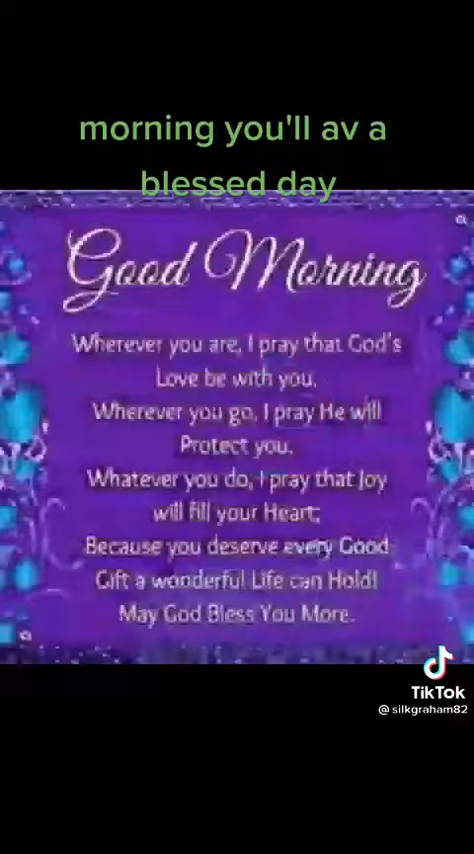 morning you'll av a
blessed day
Good Morning
Wherever you are, I pray that God's
Love be with you.
Wherever you go, I pray He will
Protect you.
Whatever you do, I pray that Joy
will fill your Heart;
Because you deserve every Good
Gift a wonderful Life can Hold!
May God Bless You More.
TikTok
@silkgraham82